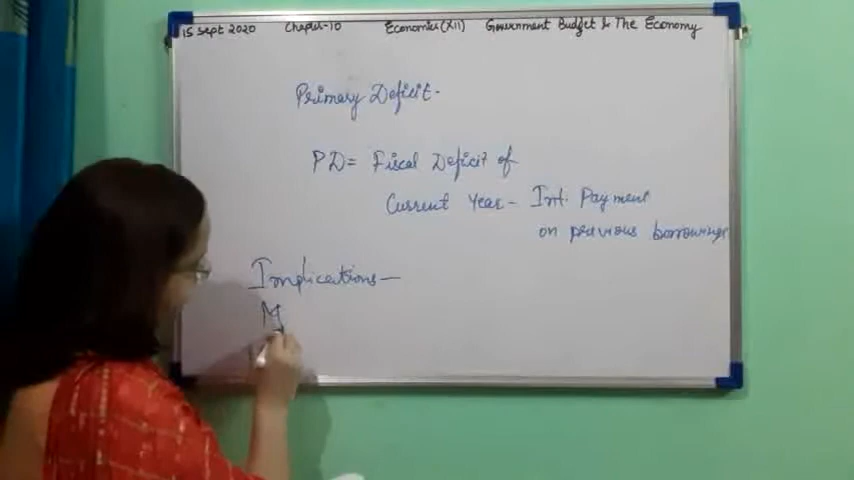 15 Sept 2020 Chapter-10 Economics (XII) Government Budget & The Economy
Primary Deficit.
PD = Fiscal Deficit of
Current Year - Int. Payment
on previous borrowings
Implications—
M